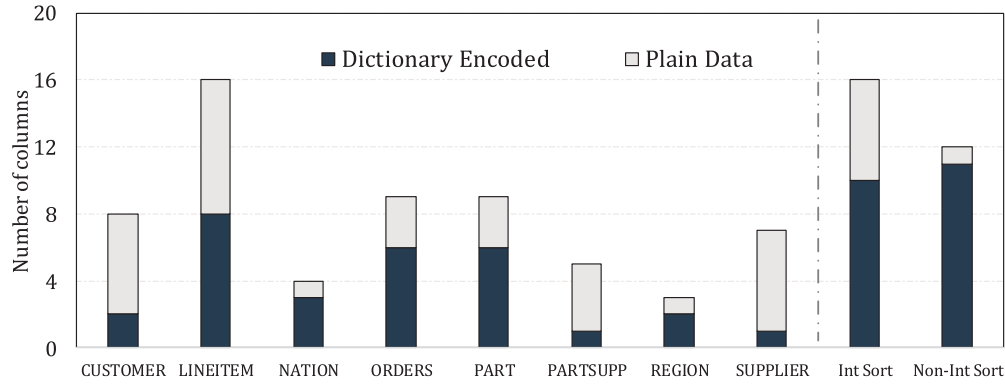 20
16
12
8
4
0
Number of columns
Dictionary Encoded
Plain Data
CUSTOMER LINEITEM NATION ORDERS PART PARTSUPP REGION SUPPLIER Int Sort Non-Int Sort